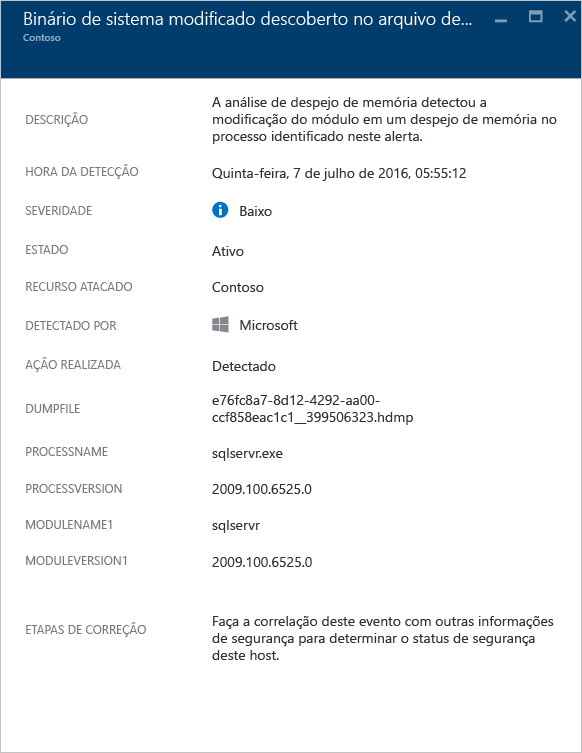 Binário de sistema modificado descoberto no arquivo de...
Contoso
DESCRIÇÃO
A análise de despejo de memória detectou a
modificação do módulo em um despejo de memória no
processo identificado neste alerta.
HORA DA DETECÇÃO
Quinta-feira, 7 de julho de 2016, 05:55:12
SEVERIDADE
Baixo
ESTADO
Ativo
RECURSO ATACADO
Contoso
DETECTADO POR
Microsoft
AÇÃO REALIZADA
Detectado
DUMPFILE
e76fc8a7-8d12-4292-aa00-
ccf858eac1c1__399506323.hdmp
PROCESSNAME
sqlservr.exe
PROCESSVERSION
2009.100.6525.0
MODULENAME1
sqlservr
MODULEVERSION1
2009.100.6525.0
ETAPAS DE CORREÇÃO
Faça a correlação deste evento com outras informações
de segurança para determinar o status de segurança
deste host.